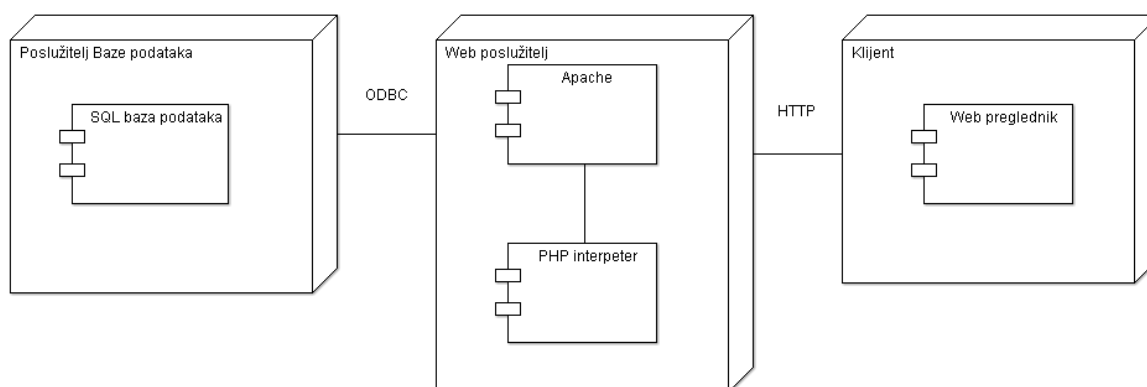 Poslužitelj Baze podataka
SQL baza podataka
ODBC
Web poslužitelj
Apache
PHP interpeter
HTTP
Klijent
Web preglednik